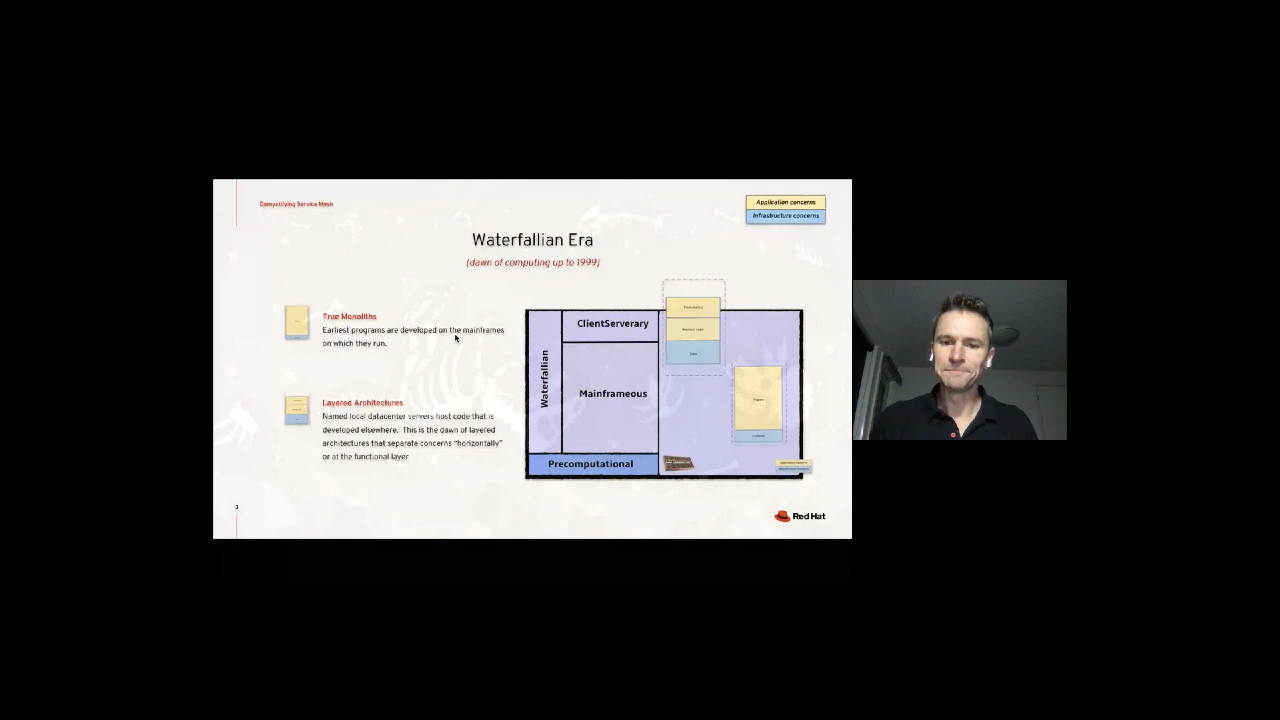 Demystifying Service Mesh
Application concerns
Infrastructure concerns
Waterfallian Era
(dawn of computing up to 1999)
True Monoliths
Earliest programs are developed on the mainframes
on which they run.
Layered Architectures
Named local datacenter servers host code that is
developed elsewhere. This is the dawn of layered
architectures that separate concerns "horizontally"
or at the functional layer
Waterfallian
ClientServerary
Mainframeous
Precomputational
3
Red Hat